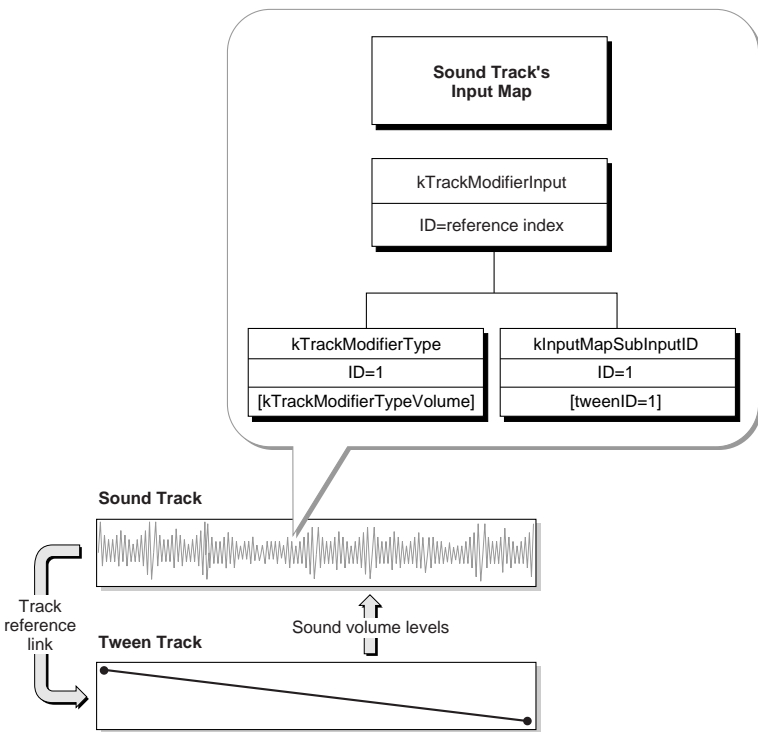 Sound Track's
Input Map
kTrackModifierInput
ID=reference index
kTrackModifierType
ID=1
[kTrackModifierTypeVolume]
kInputMapSubInputID
ID=1
[tweenID=1]
Sound Track
Track
reference
link
Sound volume levels
Tween Track